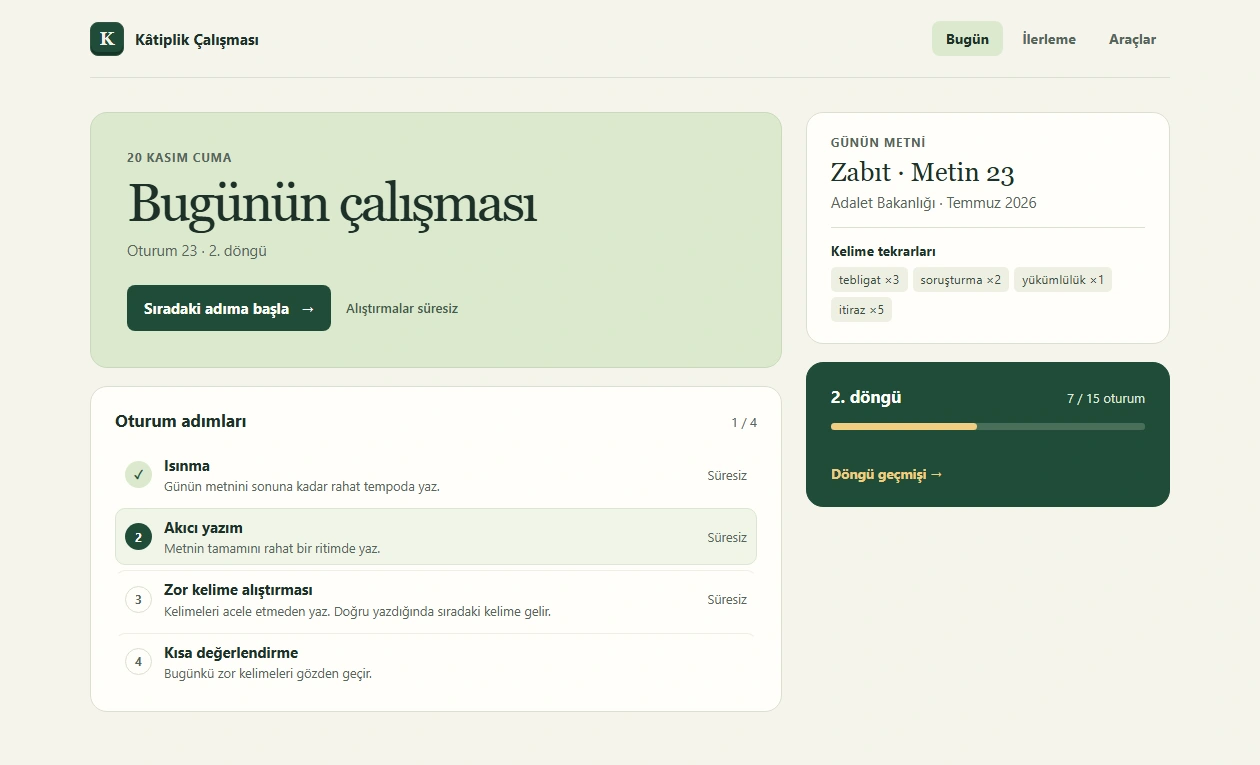 K
Kâtiplik Çalışması
Bugün
İlerleme
Araçlar
20 KASIM CUMA
Bugünün çalışması
Oturum 23 · 2. döngü
Sıradaki adıma başla →
Alıştırmalar süresiz
Oturum adımları
1 / 4
✓
Isınma
Günün metnini sonuna kadar rahat tempoda yaz.
Süresiz
2
Akıcı yazım
Metnin tamamını rahat bir ritimde yaz.
Süresiz
3
Zor kelime alıştırması
Kelimeleri acele etmeden yaz. Doğru yazdığında sıradaki kelime gelir.
Süresiz
4
Kısa değerlendirme
Bugünkü zor kelimeleri gözden geçir.
GÜNÜN METNİ
Zabıt · Metin 23
Adalet Bakanlığı · Temmuz 2026
Kelime tekrarları
tebligat ×3
soruşturma ×2
yükümlülük ×1
itiraz ×5
2. döngü
7 / 15 oturum
Döngü geçmişi →